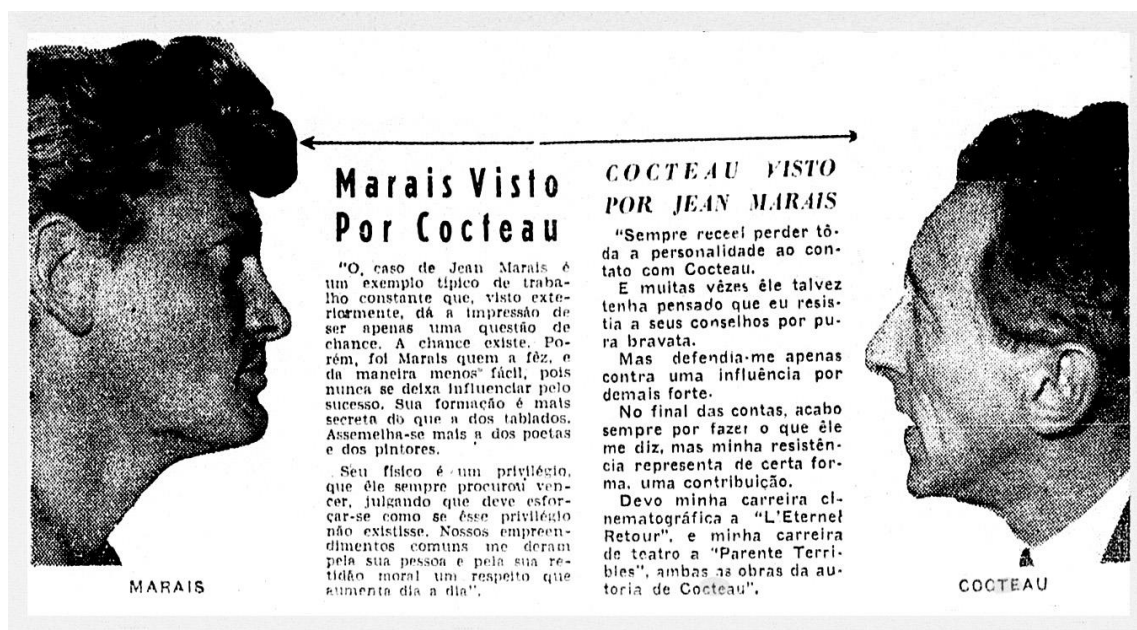 Marais Visto
Por Cocteau
"O, caso de Jean Marais é
um exemplo típico de traba-
lho constante que, visto exte-
riormente, dá a impressão de
ser apenas uma questão de
chance. A chance existe. Po-
rém, foi Marais quem a fêz, e
da maneira menos fácil, pois
nunca se deixa influenciar pelo
sucesso. Sua formação é mais
secreta do que a dos tablados.
Assemelha-se mais a dos poetas
e dos pintores.
Seu físico é um privilégio,
que êle sempre procurou ven-
cer, julgando que deve esfor-
çar-se como se êsse privilégio
não existisse. Nossos empreen-
dimentos comuns me deram
pela sua pessoa e pela sua re-
tidão moral um respeito que
aumenta dia a dia".
MARAIS
COCTEAU VISTO
POR JEAN MARAIS
"Sempre receei perder tô-
da a personalidade ao con-
tato com Cocteau.
E muitas vêzes êle talvez
tenha pensado que eu resis-
tia a seus conselhos por pu-
ra bravata.
Mas defendia-me apenas
contra uma influência por
demais forte.
No final das contas, acabo
sempre por fazer o que êle
me diz, mas minha resistên-
cia representa de certa for-
ma, uma contribuição.
Devo minha carreira ci-
nematográfica a "L'Eternel
Retour", e minha carreira
de teatro a "Parente Terri-
bles", ambas as obras da au-
toria de Cocteau".
COCTEAU